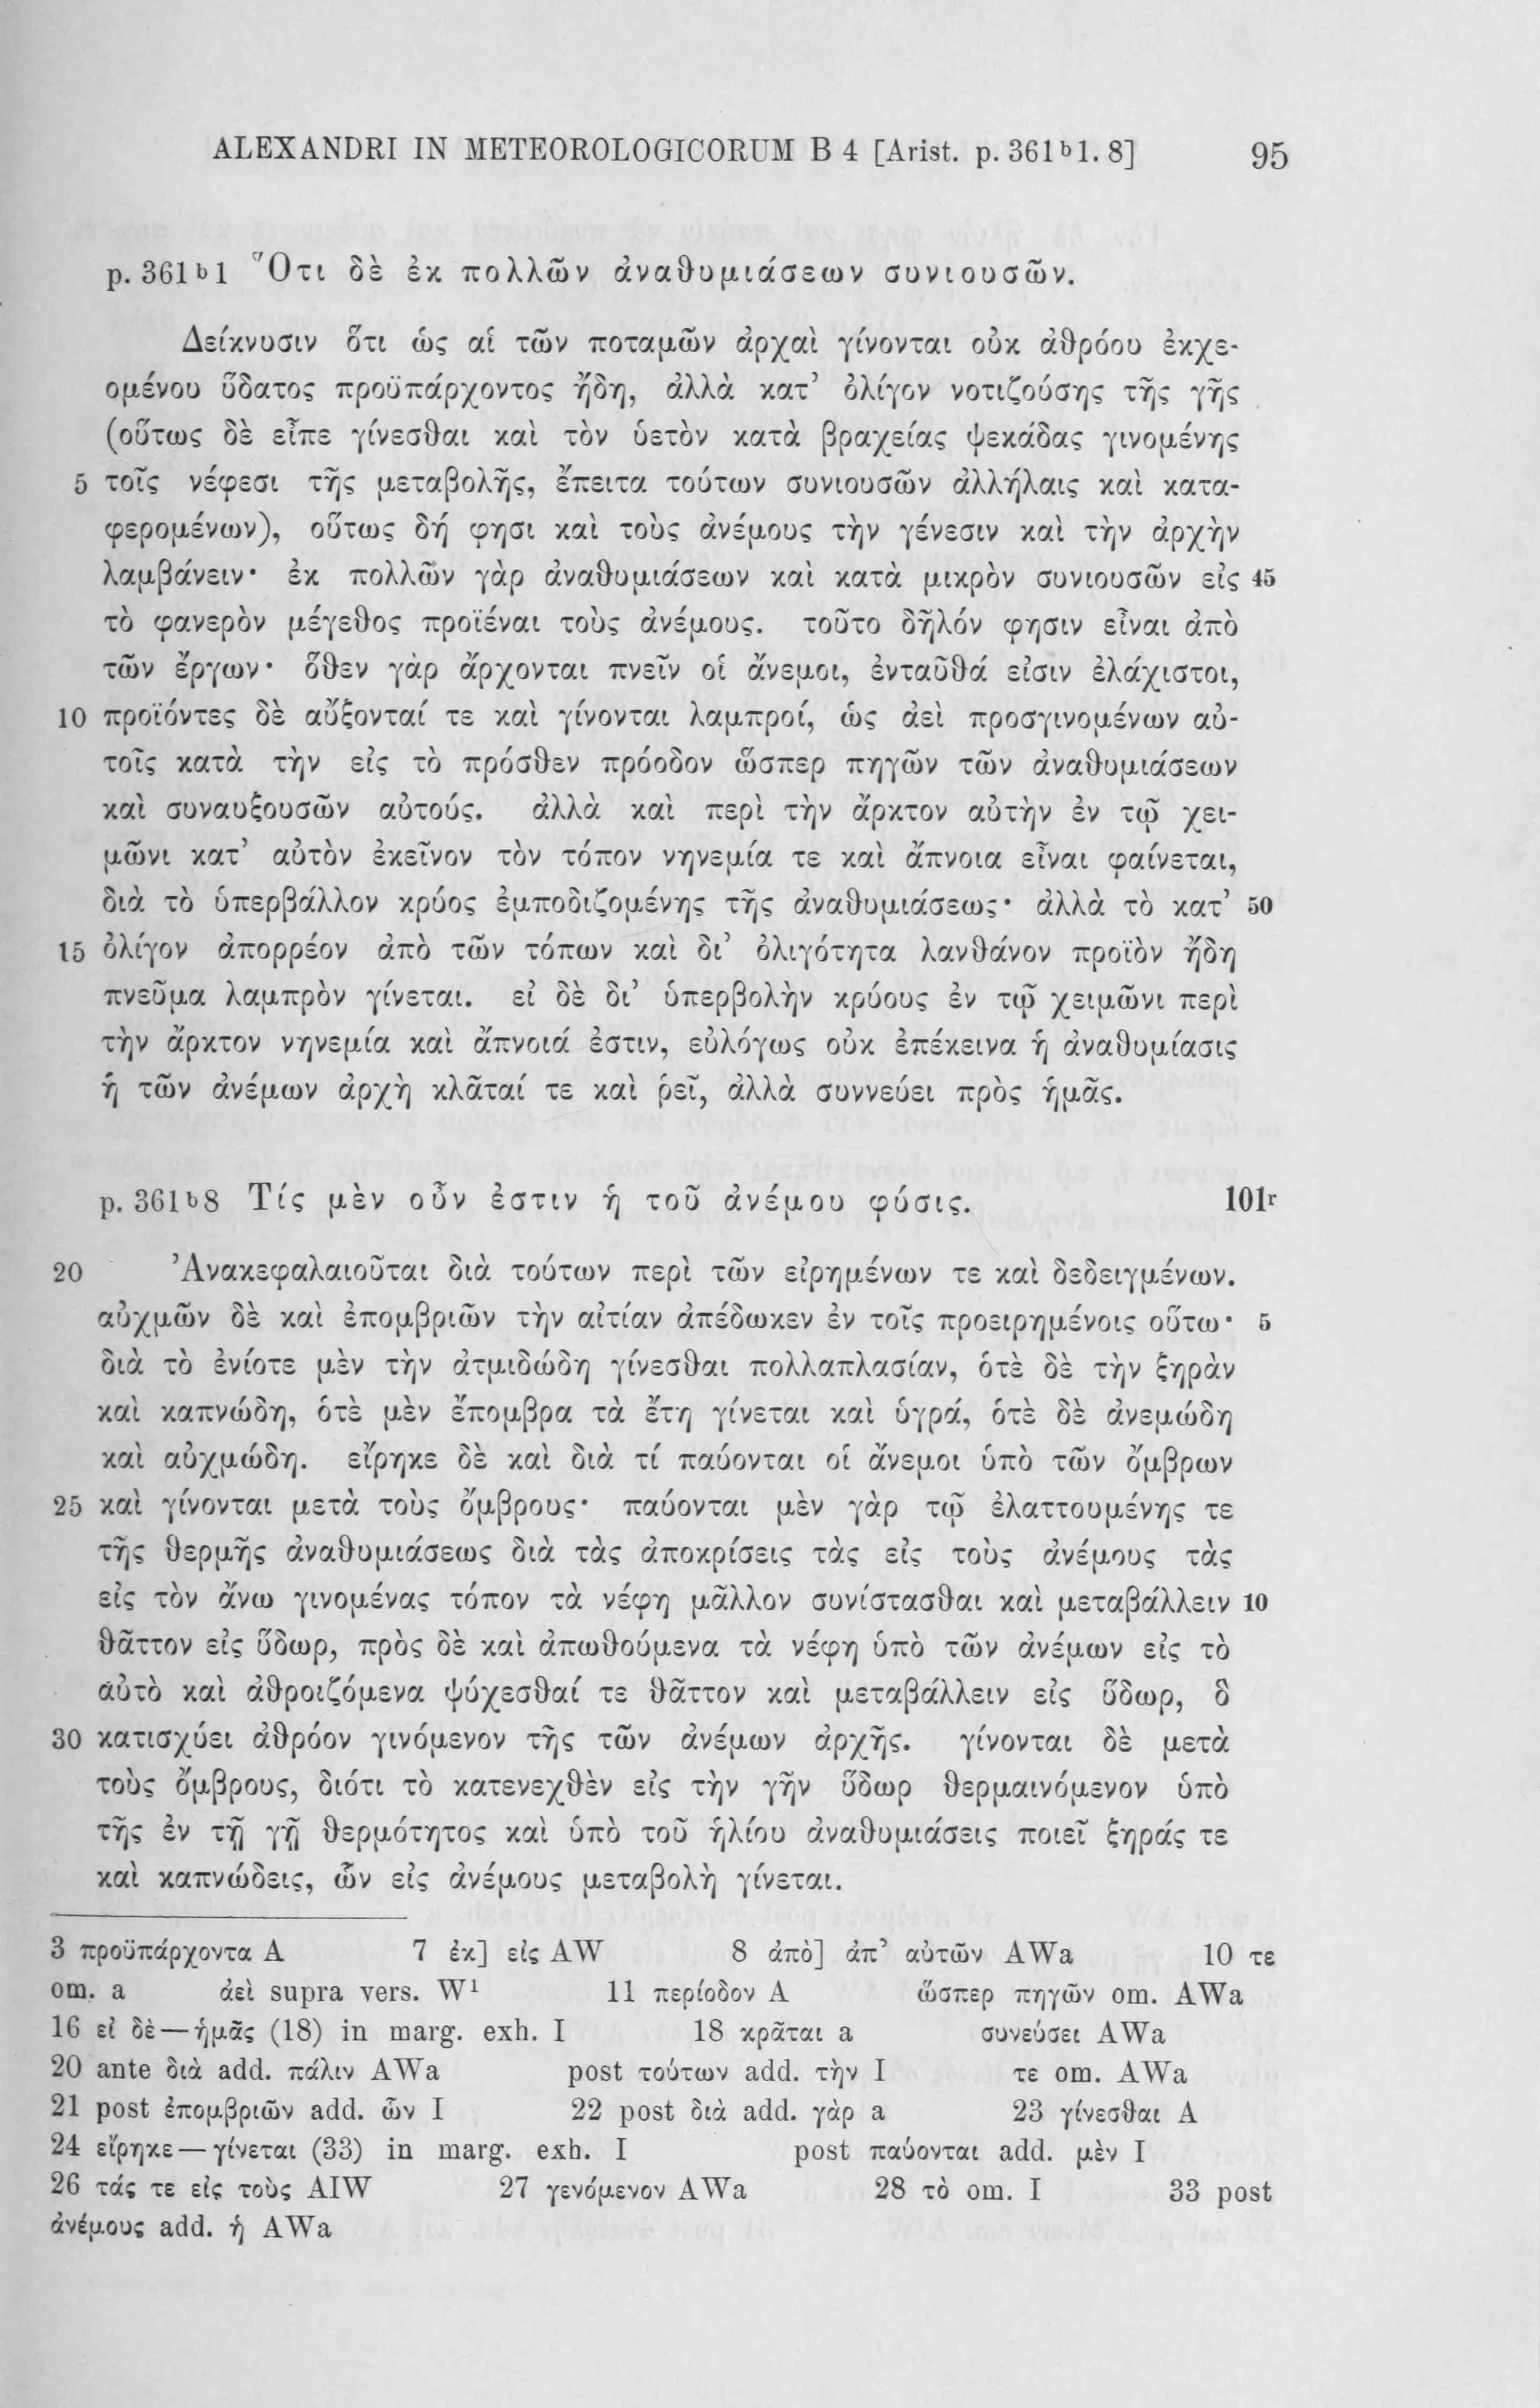 ALEXANDRI IN METEOROLOGICORUM B 4 [Arist. p. 361ᵇ1. 8] 95
p. 361ᵇ1 Ὅτι δὲ ἐκ πολλῶν ἀναθυμιάσεων συνιουσῶν.
Δείκνυσιν ὅτι ὡς αἱ τῶν ποταμῶν ἀρχαὶ γίνονται οὐκ ἀθρόου ἐκχε-
ομένου ὕδατος προϋπάρχοντος ἤδη, ἀλλὰ κατ’ ὀλίγον νοτιζούσης τῆς γῆς
(οὕτως δὲ εἶπε γίνεσθαι καὶ τὸν ὑετὸν κατὰ βραχείας ψεκάδας γινομένης
5 τοῖς νέφεσι τῆς μεταβολῆς, ἔπειτα τούτων συνιουσῶν ἀλλήλαις καὶ κατα-
φερομένων), οὕτως δή φησι καὶ τοὺς ἀνέμους τὴν γένεσιν καὶ τὴν ἀρχὴν
λαμβάνειν· ἐκ πολλῶν γὰρ ἀναθυμιάσεων καὶ κατὰ μικρὸν συνιουσῶν εἰς 45
τὸ φανερὸν μέγεθος προϊέναι τοὺς ἀνέμους. τοῦτο δῆλόν φησιν εἶναι ἀπὸ
τῶν ἔργων· ὅθεν γὰρ ἄρχονται πνεῖν οἱ ἄνεμοι, ἐνταῦθά εἰσιν ἐλάχιστοι,
10 προϊόντες δὲ αὔξονταί τε καὶ γίνονται λαμπροί, ὡς ἀεὶ προσγινομένων αὐ-
τοῖς κατὰ τὴν εἰς τὸ πρόσθεν πρόοδον ὥσπερ πηγῶν τῶν ἀναθυμιάσεων
καὶ συναυξουσῶν αὐτούς. ἀλλὰ καὶ περὶ τὴν ἄρκτον αὐτὴν ἐν τῷ χει-
μῶνι κατ’ αὐτὸν ἐκεῖνον τὸν τόπον νηνεμία τε καὶ ἄπνοια εἶναι φαίνεται,
διὰ τὸ ὑπερβάλλον κρύος ἐμποδιζομένης τῆς ἀναθυμιάσεως· ἀλλὰ τὸ κατ’ 50
15 ὀλίγον ἀπορρέον ἀπὸ τῶν τόπων καὶ δι’ ὀλιγότητα λανθάνον προϊὸν ἤδη
πνεῦμα λαμπρὸν γίνεται. εἰ δὲ δι’ ὑπερβολὴν κρύους ἐν τῷ χειμῶνι περὶ
τὴν ἄρκτον νηνεμία καὶ ἄπνοιά ἐστιν, εὐλόγως οὐκ ἐπέκεινα ἡ ἀναθυμίασις
ἡ τῶν ἀνέμων ἀρχὴ κλᾶταί τε καὶ ῥεῖ, ἀλλὰ συννεύει πρὸς ἡμᾶς.
p. 361ᵇ8 Τίς μὲν οὖν ἐστιν ἡ τοῦ ἀνέμου φύσις. 101ʳ
20 Ἀνακεφαλαιοῦται διὰ τούτων περὶ τῶν εἰρημένων τε καὶ δεδειγμένων.
αὐχμῶν δὲ καὶ ἐπομβριῶν τὴν αἰτίαν ἀπέδωκεν ἐν τοῖς προειρημένοις οὕτω· 5
διὰ τὸ ἐνίοτε μὲν τὴν ἀτμιδώδη γίνεσθαι πολλαπλασίαν, ὁτὲ δὲ τὴν ξηρὰν
καὶ καπνώδη, ὁτὲ μὲν ἔπομβρα τὰ ἔτη γίνεται καὶ ὑγρά, ὁτὲ δὲ ἀνεμώδη
καὶ αὐχμώδη. εἴρηκε δὲ καὶ διὰ τί παύονται οἱ ἄνεμοι ὑπὸ τῶν ὄμβρων
25 καὶ γίνονται μετὰ τοὺς ὄμβρους· παύονται μὲν γὰρ τῷ ἐλαττουμένης τε
τῆς θερμῆς ἀναθυμιάσεως διὰ τὰς ἀποκρίσεις τὰς εἰς τοὺς ἀνέμους τὰς
εἰς τὸν ἄνω γινομένας τόπον τὰ νέφη μᾶλλον συνίστασθαι καὶ μεταβάλλειν 10
θᾶττον εἰς ὕδωρ, πρὸς δὲ καὶ ἀπωθούμενα τὰ νέφη ὑπὸ τῶν ἀνέμων εἰς τὸ
αὐτὸ καὶ ἀθροιζόμενα ψύχεσθαί τε θᾶττον καὶ μεταβάλλειν εἰς ὕδωρ, ὃ
30 κατισχύει ἀθρόον γινόμενον τῆς τῶν ἀνέμων ἀρχῆς. γίνονται δὲ μετὰ
τοὺς ὄμβρους, διότι τὸ κατενεχθὲν εἰς τὴν γῆν ὕδωρ θερμαινόμενον ὑπὸ
τῆς ἐν τῇ γῇ θερμότητος καὶ ὑπὸ τοῦ ἡλίου ἀναθυμιάσεις ποιεῖ ξηράς τε
καὶ καπνώδεις, ὧν εἰς ἀνέμους μεταβολὴ γίνεται.
3 προϋπάρχοντα A 7 ἐκ] εἰς AW 8 ἀπὸ] ἀπ’ αὐτῶν AWa 10 τε
om. a ἀεὶ supra vers. W¹ 11 περίοδον A ὥσπερ πηγῶν om. AWa
16 εἰ δὲ—ἡμᾶς (18) in marg. exh. I 18 κρᾶται a συνεύσει AWa
20 ante διὰ add. πάλιν AWa post τούτων add. τὴν I τε om. AWa
21 post ἐπομβριῶν add. ὧν I 22 post διὰ add. γὰρ a 23 γίνεσθαι A
24 εἴρηκε—γίνεται (33) in marg. exh. I post παύονται add. μὲν I
26 τάς τε εἰς τοὺς AIW 27 γενόμενον AWa 28 τὸ om. I 33 post
ἀνέμους add. ἡ AWa